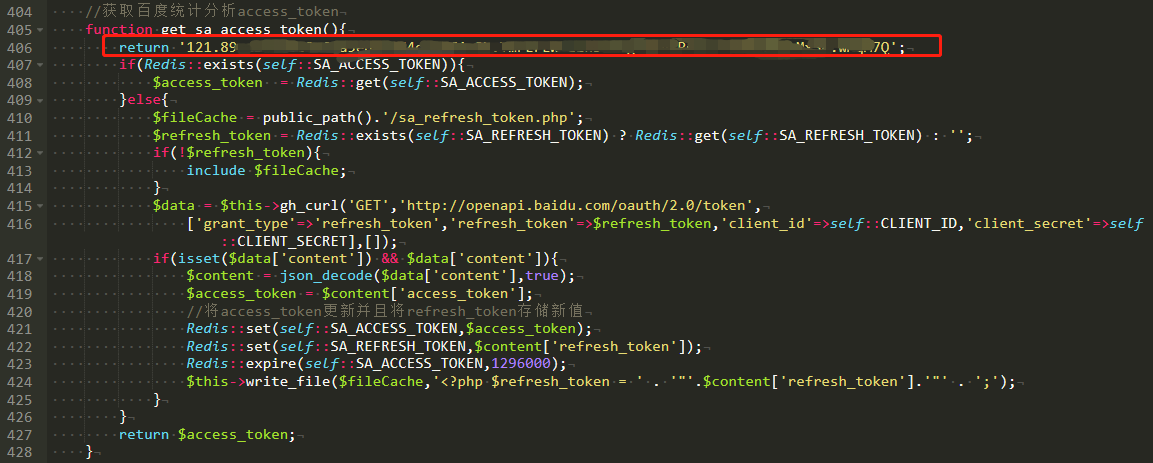 404 //获取百度统计分析access_token
405 function get_sa_access_token(){
406 return '121.89
407 if(Redis::exists(self::SA_ACCESS_TOKEN)){
408 $access_token = Redis::get(self::SA_ACCESS_TOKEN);
409 }else{
410 $fileCache = public_path().'/sa_refresh_token.php';
411 $refresh_token = Redis::exists(self::SA_REFRESH_TOKEN) ? Redis::get(self::SA_REFRESH_TOKEN) : '';
412 if(!$refresh_token){
413 include $fileCache;
414 }
415 $data = $this->gh_curl('GET','http://openapi.baidu.com/oauth/2.0/token',
416 ['grant_type'=>'refresh_token','refresh_token'=>$refresh_token,'client_id'=>self::CLIENT_ID,'client_secret'=>self
::CLIENT_SECRET],[]);
417 if(isset($data['content']) && $data['content']){
418 $content = json_decode($data['content'],true);
419 $access_token = $content['access_token'];
420 //将access_token更新并且将refresh_token存储新值
421 Redis::set(self::SA_ACCESS_TOKEN,$access_token);
422 Redis::set(self::SA_REFRESH_TOKEN,$content['refresh_token']);
423 Redis::expire(self::SA_ACCESS_TOKEN,1296000);
424 $this->write_file($fileCache,'<?php $refresh_token = ' . '"'.$content['refresh_token'].'"' . ';');
425 }
426 }
427 return $access_token;
428 }